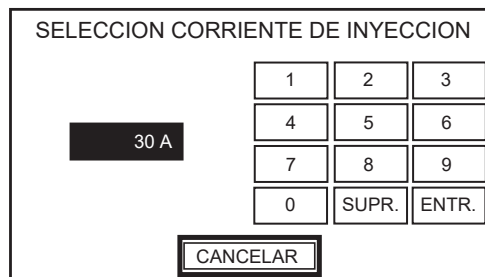 SELECCION CORRIENTE DE INYECCION
1 2 3
4 5 6
30 A
7 8 9
0 SUPR. ENTR.
CANCELAR